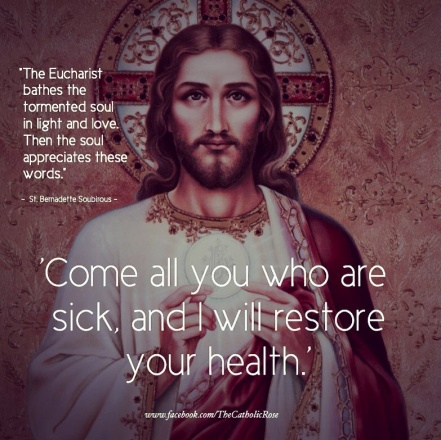 "The Eucharist
bathes the
tormented soul
in light and love.
Then the soul
appreciates these
words."
- St. Bernadette Soubirous -
'Come all you who are
sick, and I will restore
your health.'
www.facebook.com/TheCatholicRose